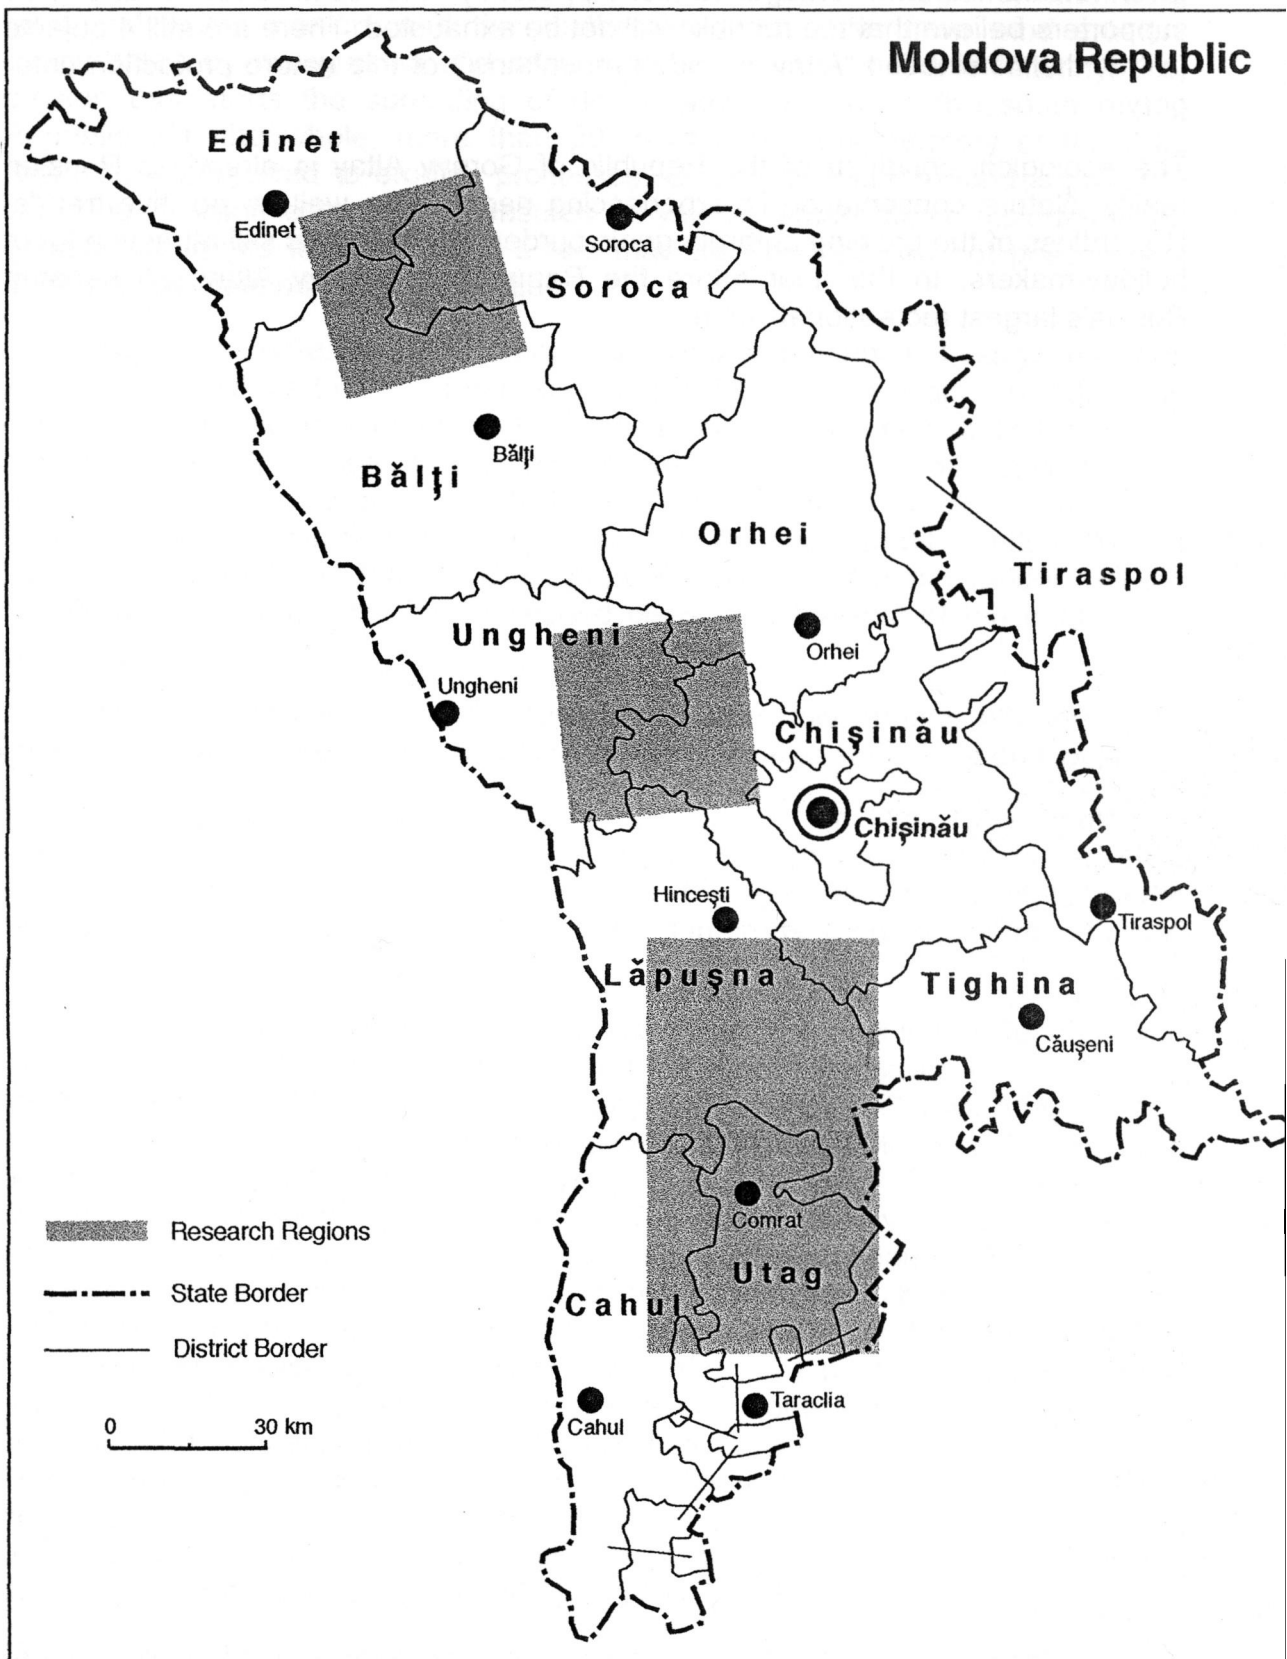 Moldova Republic
Edinet
Edinet
Soroca
Soroca
Bălți
Bălţi
Orhei
Tiraspol
Ungheni
Orhei
Ungheni
Chişinău
Chişinău
Hinceşti
Tiraspol
Lăpuşna
Tighina
Căuşeni
Comrat
Research Regions
Utag
State Border
Cahul
District Border
Taraclia
Cahul
0 30 km